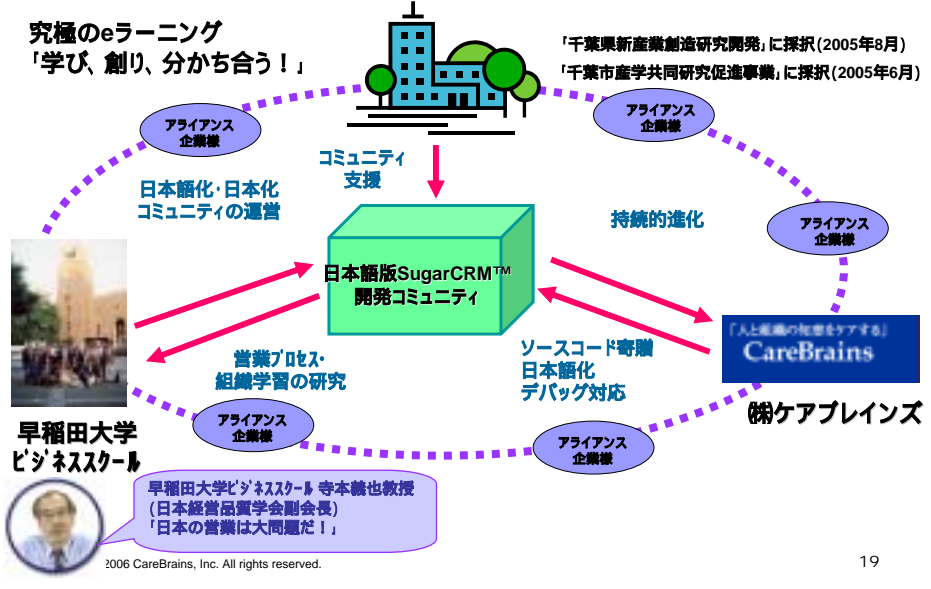 究極のeラーニング
「学び、創り、分かち合う！」
「千葉県新産業創造研究開発」に採択(2005年8月)
「千葉市産学共同研究促進事業」に採択(2005年6月)
アライアンス
企業様
アライアンス
企業様
コミュニティ
支援
日本語化・日本化
コミュニティの運営
持続的進化
アライアンス
企業様
日本語版SugarCRM™
開発コミュニティ
「人と組織の知恵をケアする」
CareBrains
営業プロセス・
組織学習の研究
ソースコード寄贈
日本語化
デバッグ対応
㈱ケアブレインズ
アライアンス
企業様
アライアンス
企業様
早稲田大学
ビジネススクール
早稲田大学ビジネススクール 寺本義也教授
(日本経営品質学会副会長)
「日本の営業は大問題だ！」
2006 CareBrains, Inc. All rights reserved.
19